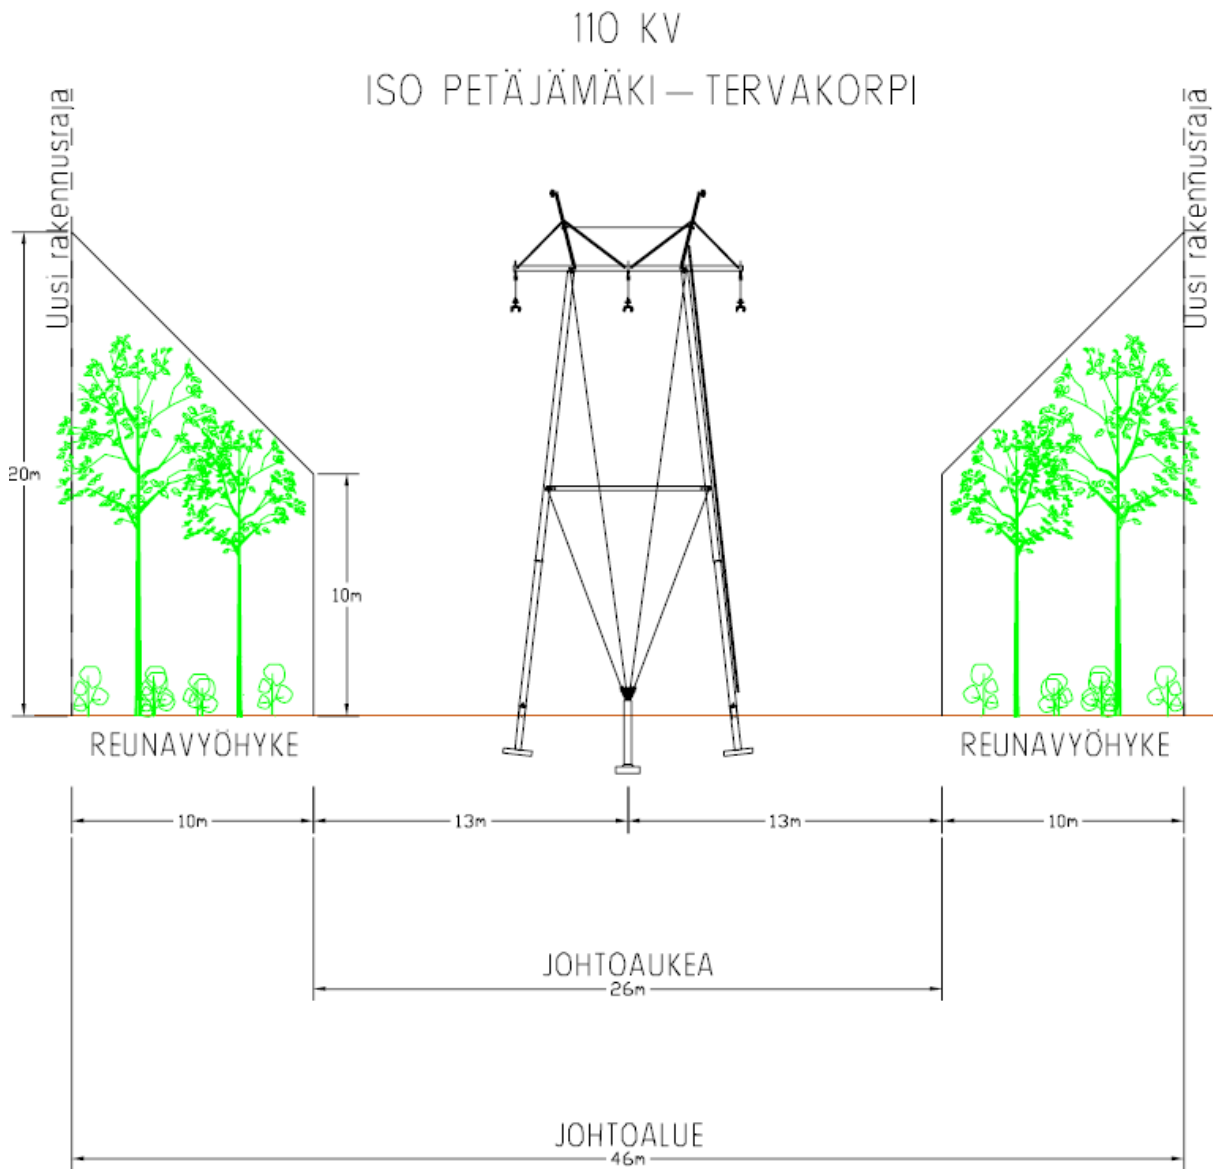 110 KV
ISO PETÄJÄMÄKI – TERVAKORPI
Uusi rakennusraja
Uusi rakennusraja
20m
10m
REUNAVYÖHYKE
REUNAVYÖHYKE
10m
13m
13m
10m
JOHTOAUKEA
26m
JOHTOALUE
46m